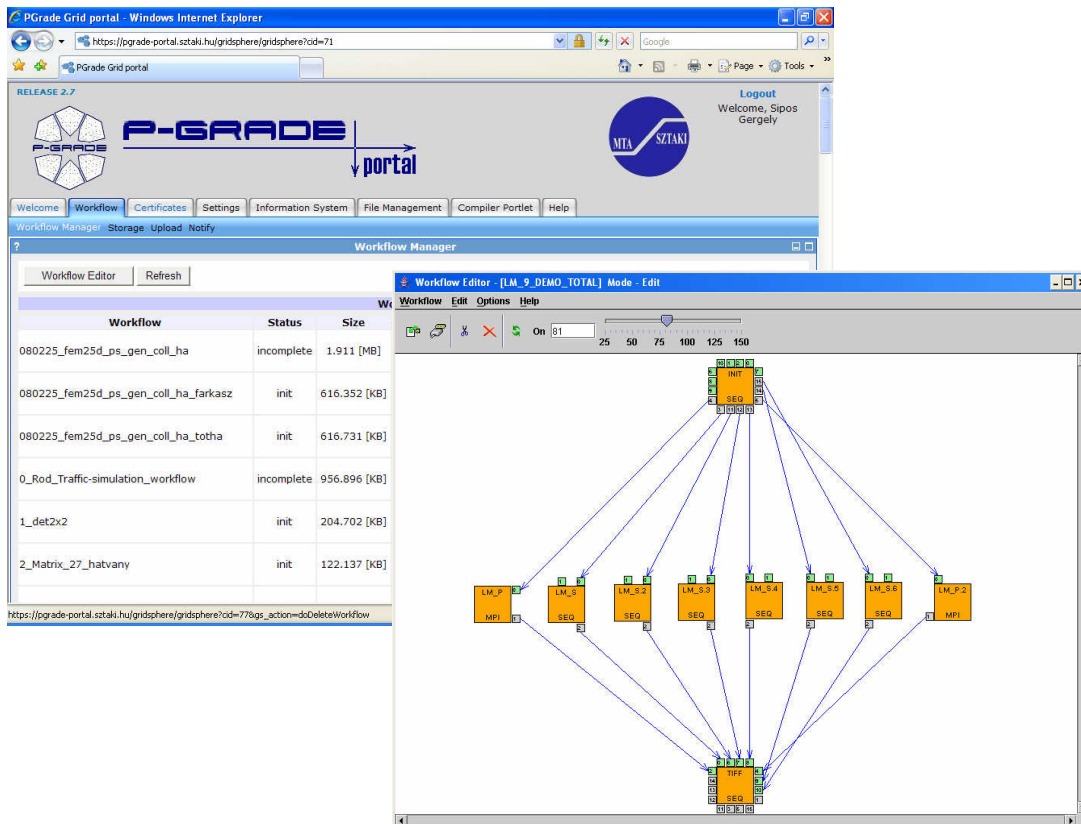 PGrade Grid portal - Windows Internet Explorer
https://pgrade-portal.sztaki.hu/gridsphere/gridsphere?cid=71
Google
PGrade Grid portal
Page Tools
RELEASE 2.7
P-GRADE
P-GRADE
portal
MTA SZTAKI
Logout
Welcome, Sipos
Gergely
Welcome Workflow Certificates Settings Information System File Management Compiler Portlet Help
Workflow Manager Storage Upload Notify
? Workflow Manager
Workflow Editor Refresh
Workflow Status Size
080225_fem25d_ps_gen_coll_ha incomplete 1.911 [MB]
080225_fem25d_ps_gen_coll_ha_farkasz init 616.352 [KB]
080225_fem25d_ps_gen_coll_ha_totha init 616.731 [KB]
0_Rod_Traffic-simulation_workflow incomplete 956.896 [KB]
1_det2x2 init 204.702 [KB]
2_Matrix_27_hatvany init 122.137 [KB]
https://pgrade-portal.sztaki.hu/gridsphere/gridsphere?cid=77&gs_action=doDeleteWorkflow
Workflow Editor - [LM_9_DEMO_TOTAL] Mode - Edit
Workflow Edit Options Help
On 81
25 50 75 100 125 150
INIT
SEQ
3 11 12 13
LM_P LM_S LM_S.2 LM_S.3 LM_S.4 LM_S.5 LM_S.6 LM_P.2
MPI SEQ SEQ SEQ SEQ SEQ SEQ MPI
TIFF
SEQ